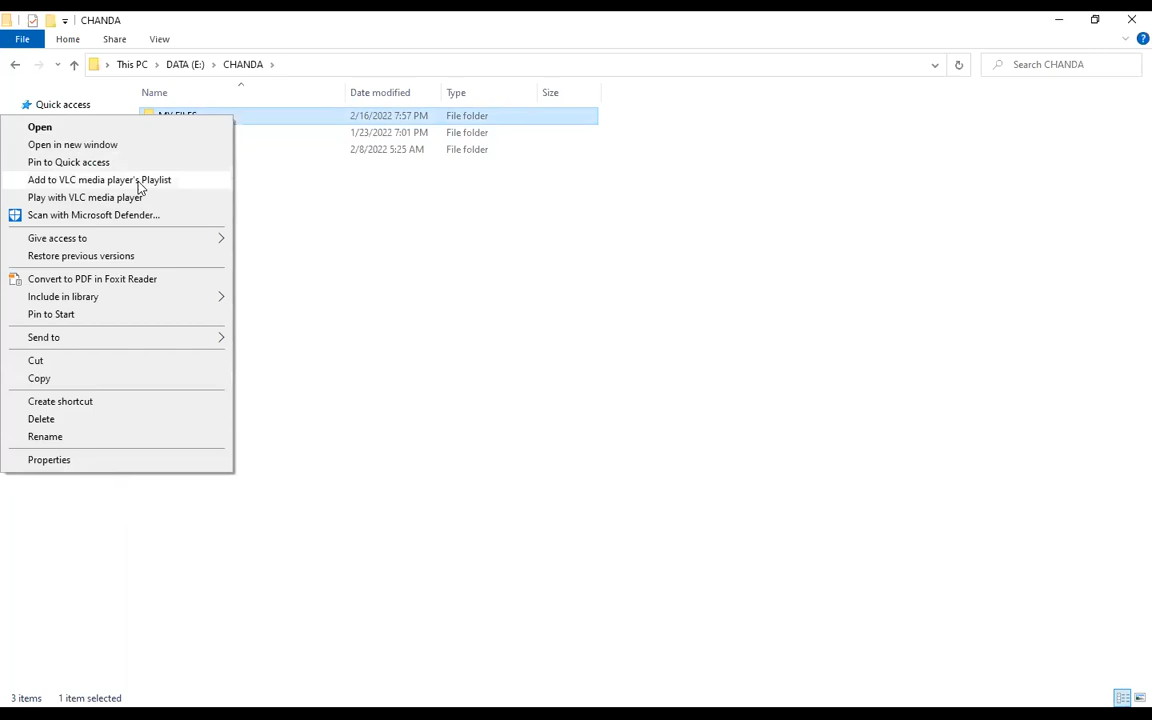 CHANDA
File Home Share View
This PC DATA (E:) CHANDA Search CHANDA
Name Date modified Type Size
Quick access
MY FILES 2/16/2022 7:57 PM File folder
1/23/2022 7:01 PM File folder
2/8/2022 5:25 AM File folder
Open
Open in new window
Pin to Quick access
Add to VLC media player's Playlist
Play with VLC media player
Scan with Microsoft Defender...
Give access to
Restore previous versions
Convert to PDF in Foxit Reader
Include in library
Pin to Start
Send to
Cut
Copy
Create shortcut
Delete
Rename
Properties
3 items 1 item selected